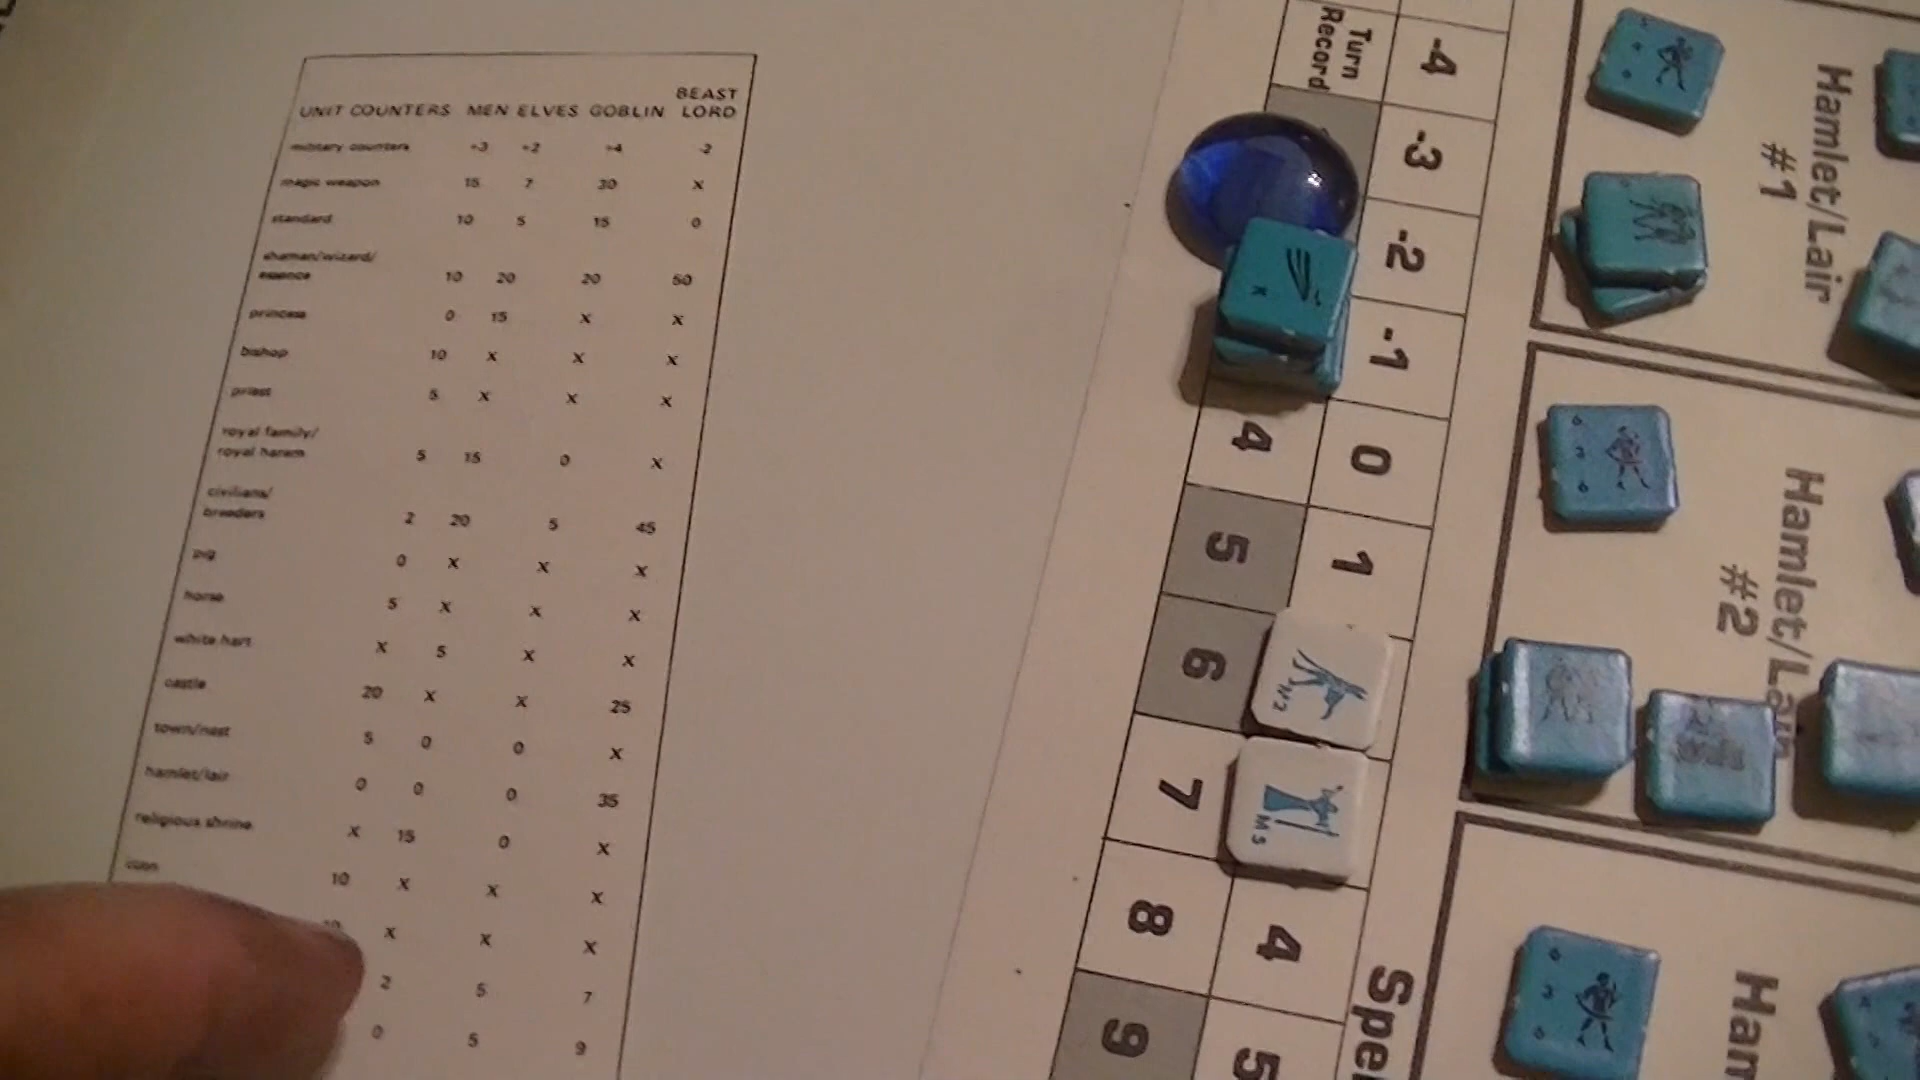 BEAST
UNIT COUNTERS MEN ELVES GOBLIN LORD
military counters +3 +2 +4 -2
magic weapon 15 7 30 X
standard 10 5 15 0
shaman/wizard/
essence 10 20 20 50
princess 0 15 X X
bishop 10 X X X
priest 5 X X X
royal family/
royal harem 5 15 0 X
civilians/
breeders 2 20 5 45
pig 0 X X X
horse 5 X X X
white hart X 5 X X
castle 20 X X 25
town/nest 5 0 0 X
hamlet/lair 0 0 0 35
religious shrine X 15 0 X
10 X X X
X X X
2 5 7
0 5 9
Turn
Record
4
5
6
7
8
9
-4
-3
-2
-1
0
1
4
5
Hamlet/Lair
#1
Hamlet/Lair
#2
Ham
Spe